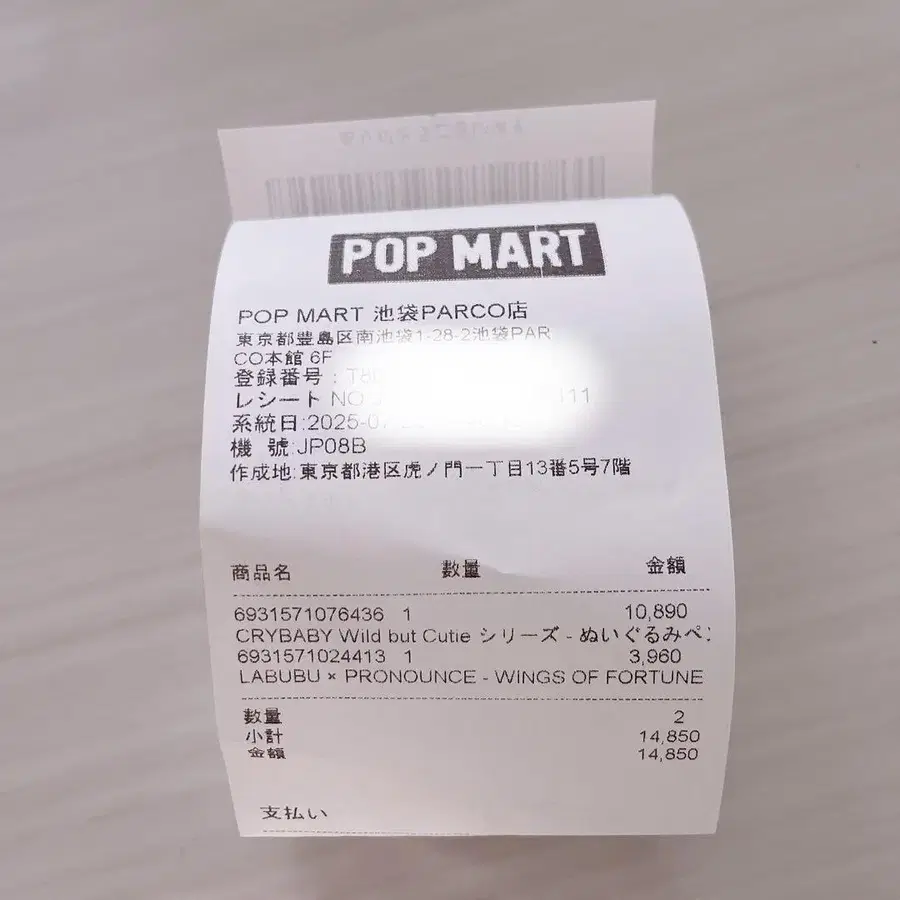 POP MART
POP MART 池袋PARCO店
東京都豊島区南池袋1-28-2池袋PAR
CO本館 6F
登録番号：T80
レシート NO 111
系統日:2025-07
機 號:JP08B
作成地:東京都港区虎ノ門一丁目13番5号7階
商品名 数量 金額
6931571076436 1 10,890
CRYBABY Wild but Cutie シリーズ - ぬいぐるみペン
6931571024413 1 3,960
LABUBU × PRONOUNCE - WINGS OF FORTUNE
数量 2
小計 14,850
金額 14,850
支払い